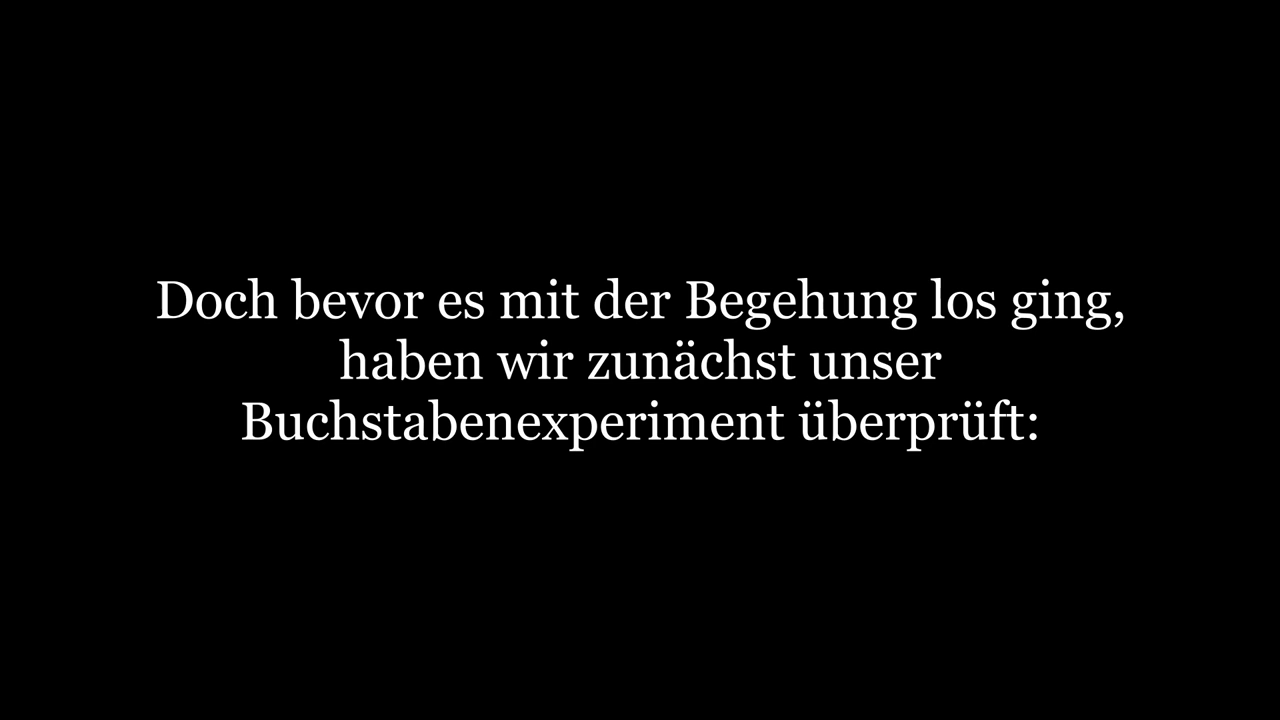 Doch bevor es mit der Begehung los ging,
haben wir zunächst unser
Buchstabenexperiment überprüft: